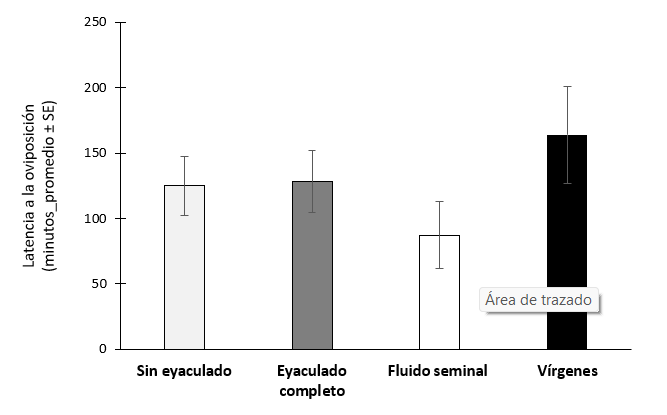 250
200
150
100
50
0
Latencia a la oviposición
(minutos_promedio ± SE)
Área de trazado
Sin eyaculado
Eyaculado
completo
Fluido seminal
Vírgenes